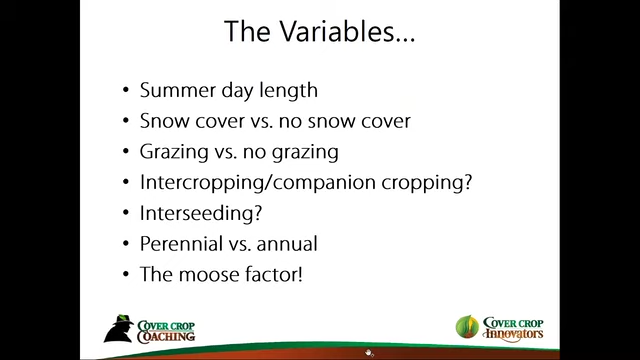 The Variables...
• Summer day length
• Snow cover vs. no snow cover
• Grazing vs. no grazing
• Intercropping/companion cropping?
• Interseeding?
• Perennial vs. annual
• The moose factor!
COVER CROP
COACHING
COVER CROP
Innovators